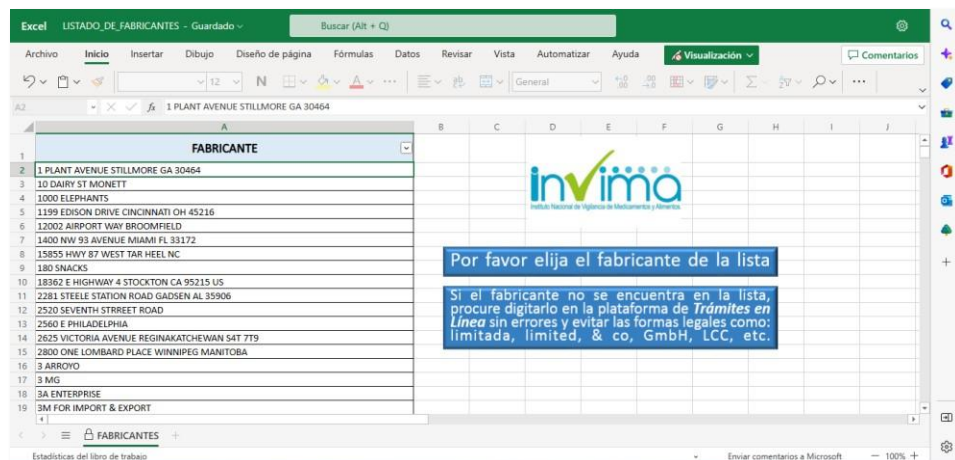 Excel LISTADO_DE_FABRICANTES - Guardado Buscar (Alt + Q)
Archivo Inicio Insertar Dibujo Diseño de página Fórmulas Datos Revisar Vista Automatizar Ayuda Visualización Comentarios
12 N A General Σ
A2 fx 1 PLANT AVENUE STILLMORE GA 30464
A B C D E F G H I J
1 FABRICANTE
2 1 PLANT AVENUE STILLMORE GA 30464
3 10 DAIRY ST MONETT
4 1000 ELEPHANTS
5 1199 EDISON DRIVE CINCINNATI OH 45216
6 12002 AIRPORT WAY BROOMFIELD
7 1400 NW 93 AVENUE MIAMI FL 33172
8 15855 HWY 87 WEST TAR HEEL NC
9 180 SNACKS
10 18362 E HIGHWAY 4 STOCKTON CA 95215 US
11 2281 STEELE STATION ROAD GADSEN AL 35906
12 2520 SEVENTH STRREET ROAD
13 2560 E PHILADELPHIA
14 2625 VICTORIA AVENUE REGINAKATCHEWAN S4T 7T9
15 2800 ONE LOMBARD PLACE WINNIPEG MANITOBA
16 3 ARROYO
17 3 MG
18 3A ENTERPRISE
19 3M FOR IMPORT & EXPORT
invima
Instituto Nacional de Vigilancia de Medicamentos y Alimentos
Por favor elija el fabricante de la lista
Si el fabricante no se encuentra en la lista,
procure digitarlo en la plataforma de Trámites en
Línea sin errores y evitar las formas legales como:
limitada, limited, & co, GmbH, LCC, etc.
FABRICANTES
Estadísticas del libro de trabajo Enviar comentarios a Microsoft 100%